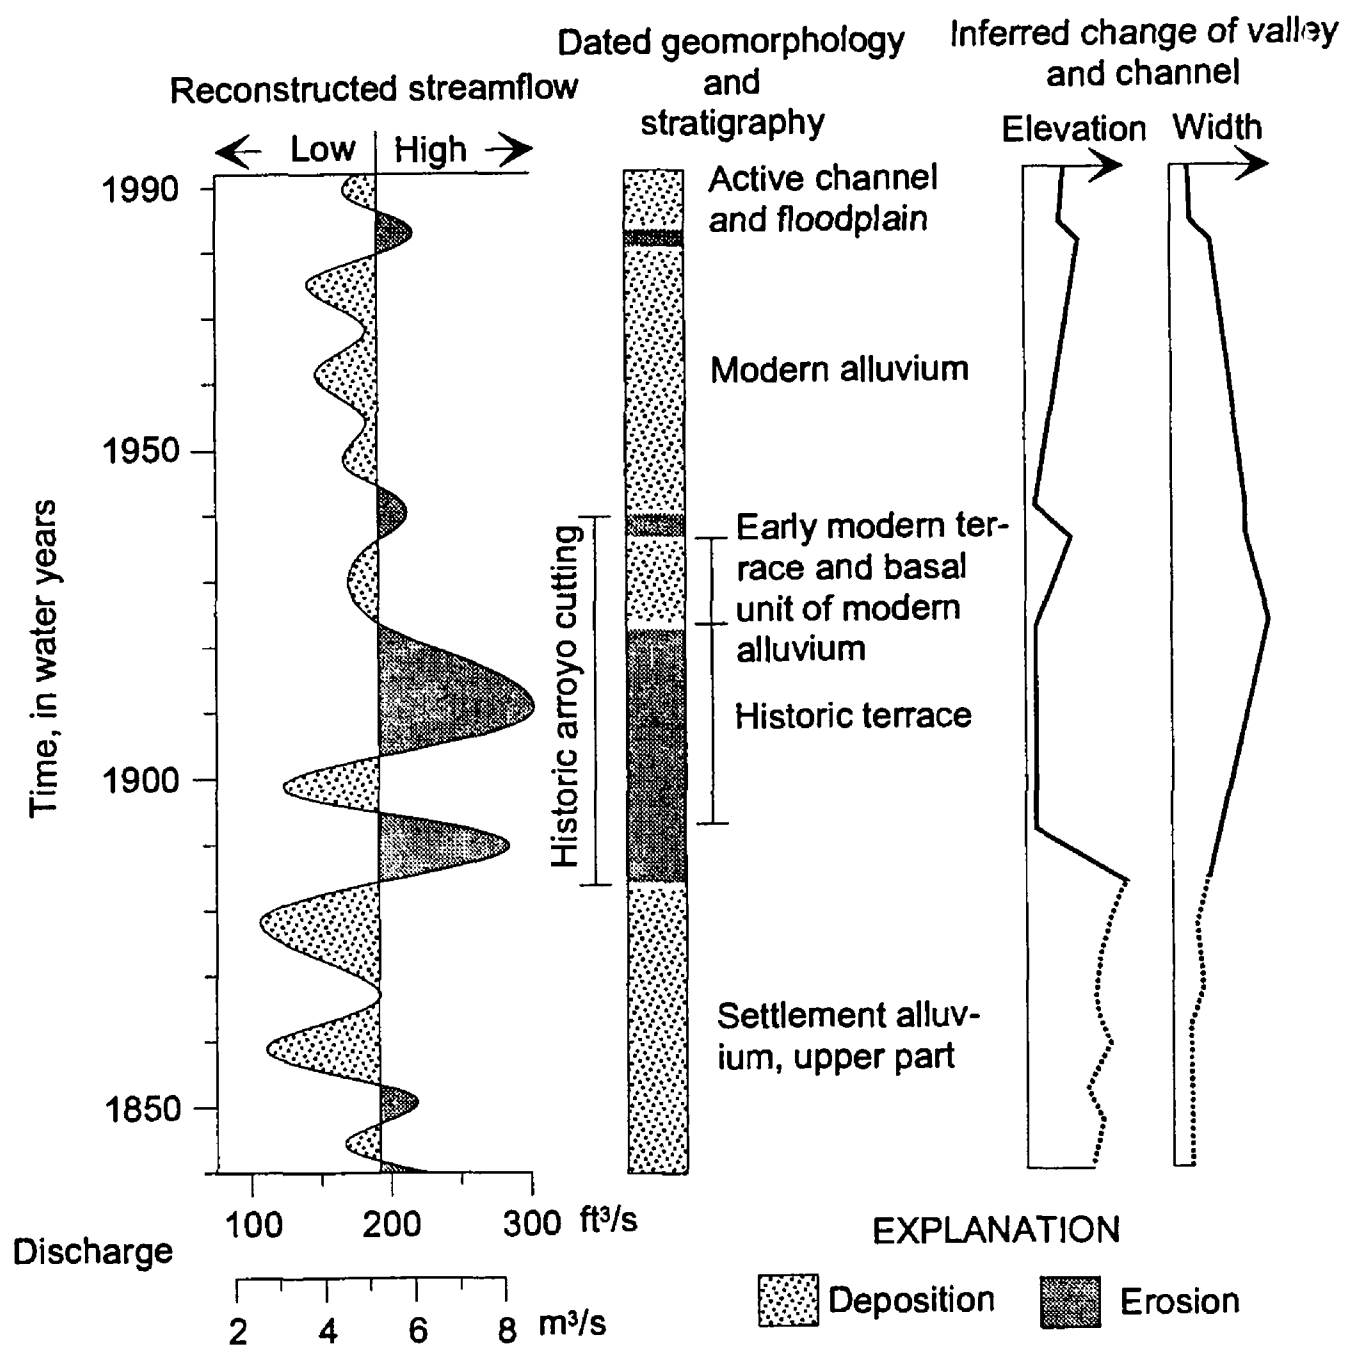 Reconstructed streamflow
Low
High
Dated geomorphology
and
stratigraphy
Inferred change of valley
and channel
Elevation
Width
Time, in water years
1990
1950
1900
1850
Historic arroyo cutting
Active channel
and floodplain
Modern alluvium
Early modern ter-
race and basal
unit of modern
alluvium
Historic terrace
Settlement alluv-
ium, upper part
100 200 300 ft³/s
Discharge
2 4 6 8 m³/s
EXPLANATION
Deposition
Erosion